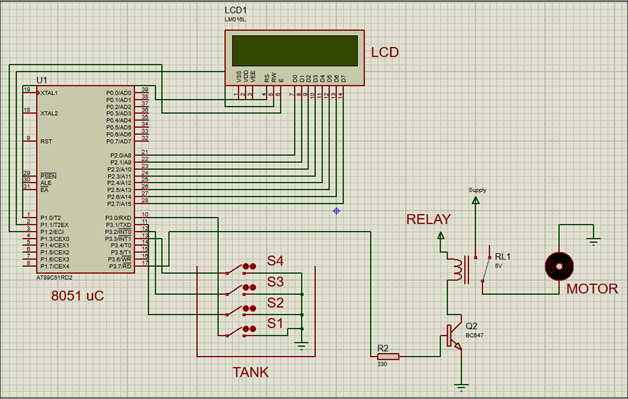 LCD1
LM016L
LCD
VSS VDD VEE RS RW E D0 D1 D2 D3 D4 D5 D6 D7
1 2 3 4 5 6 7 8 9 10 11 12 13 14
U1
19 XTAL1 P0.0/AD0 39
P0.1/AD1 38
P0.2/AD2 37
18 XTAL2 P0.3/AD3 36
P0.4/AD4 35
P0.5/AD5 34
P0.6/AD6 33
9 RST P0.7/AD7 32
P2.0/A8 21
P2.1/A9 22
P2.2/A10 23
29 PSEN P2.3/A11 24
30 ALE P2.4/A12 25
31 EA P2.5/A13 26
P2.6/A14 27
P2.7/A15 28
1 P1.0/T2 P3.0/RXD 10
2 P1.1/T2EX P3.1/TXD 11
3 P1.2/ECI P3.2/INT0 12
4 P1.3/CEX0 P3.3/INT1 13
5 P1.4/CEX1 P3.4/T0 14
6 P1.5/CEX2 P3.5/T1 15
7 P1.6/CEX3 P3.6/WR 16
8 P1.7/CEX4 P3.7/RD 17
AT89C51RD2
8051 uC
S4
S3
S2
S1
TANK
Supply
RELAY
RL1
5V
MOTOR
Q2
BC547
R2
330